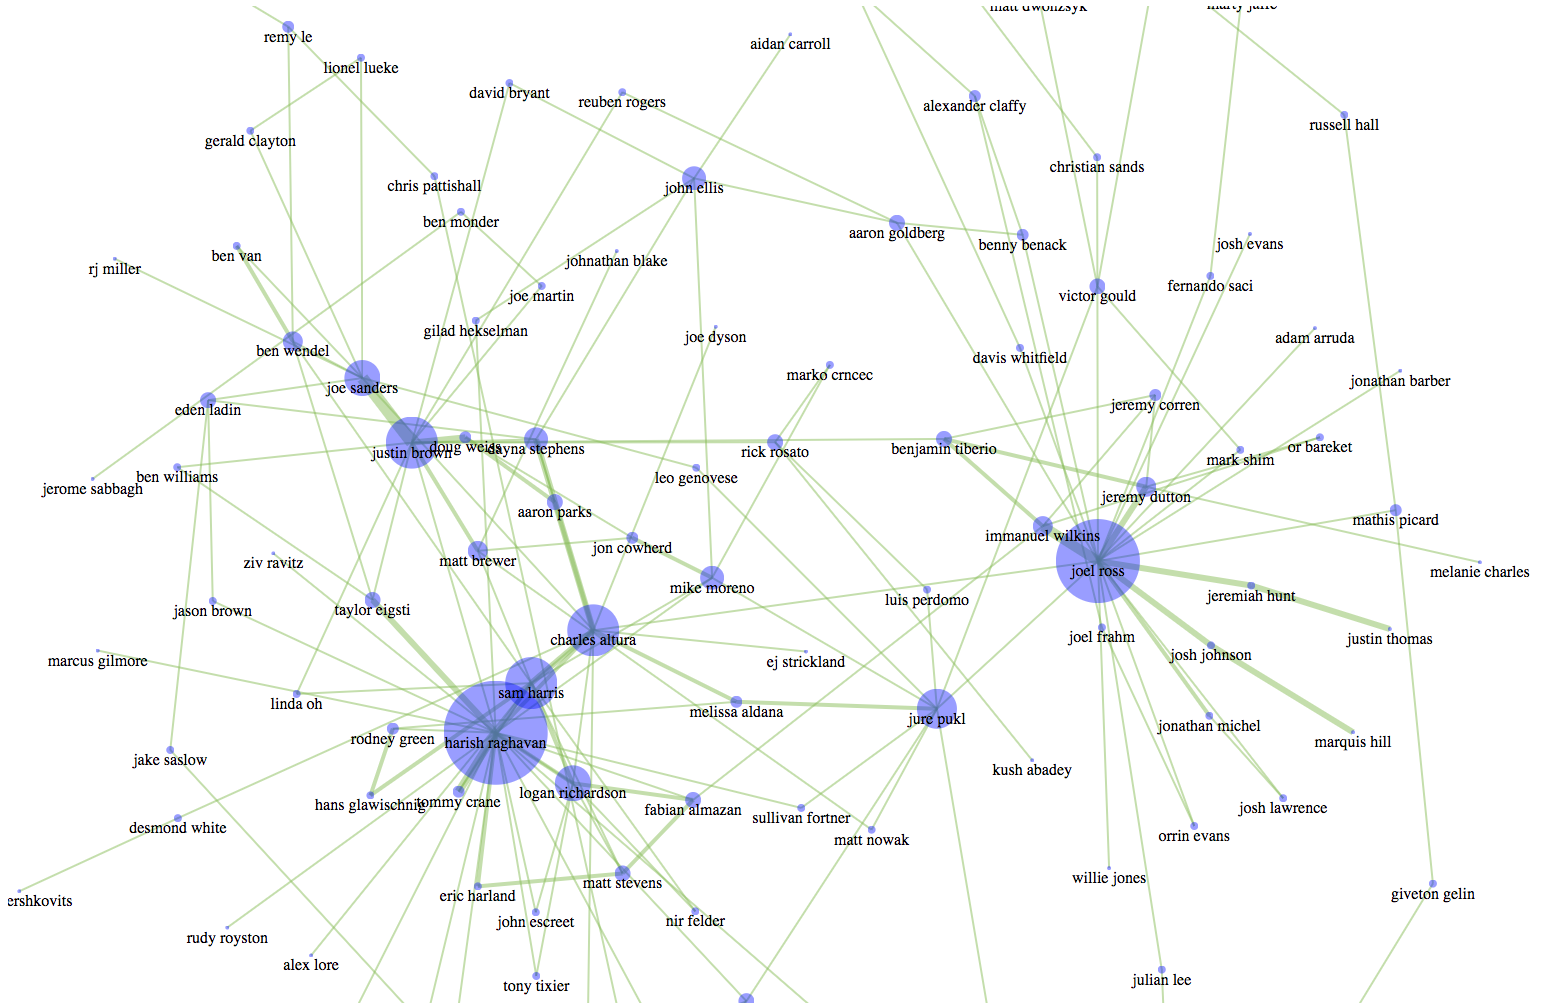 matt dwonzsyk
marty jaffe
remy le
aidan carroll
lionel lueke
david bryant
reuben rogers
alexander claffy
russell hall
gerald clayton
christian sands
chris pattishall
john ellis
ben monder
aaron goldberg
benny benack
josh evans
ben van
johnathan blake
rj miller
fernando saci
joe martin
victor gould
gilad hekselman
joe dyson
adam arruda
ben wendel
davis whitfield
marko crncec
jonathan barber
joe sanders
jeremy corren
eden ladin
justin brown
doug weiss
dayna stephens
rick rosato
benjamin tiberio
or bareket
mark shim
ben williams
leo genovese
jerome sabbagh
jeremy dutton
aaron parks
mathis picard
immanuel wilkins
jon cowherd
matt brewer
ziv ravitz
joel ross
melanie charles
mike moreno
jeremiah hunt
luis perdomo
jason brown
taylor eigsti
joel frahm
justin thomas
charles altura
josh johnson
marcus gilmore
ej strickland
sam harris
linda oh
melissa aldana
jure pukl
jonathan michel
rodney green
harish raghavan
marquis hill
jake saslow
kush abadey
logan richardson
hans glawischnig
tommy crane
fabian almazan
josh lawrence
sullivan fortner
desmond white
orrin evans
matt nowak
willie jones
matt stevens
eric harland
giveton gelin
ershkovits
john escreet
nir felder
rudy royston
alex lore
julian lee
tony tixier